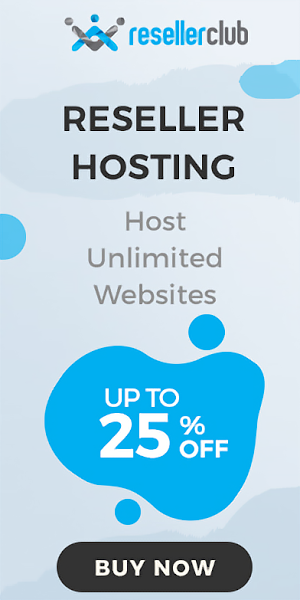 resellerclub
RESELLER
HOSTING
Host
Unlimited
Websites
UP TO
25 % OFF
BUY NOW